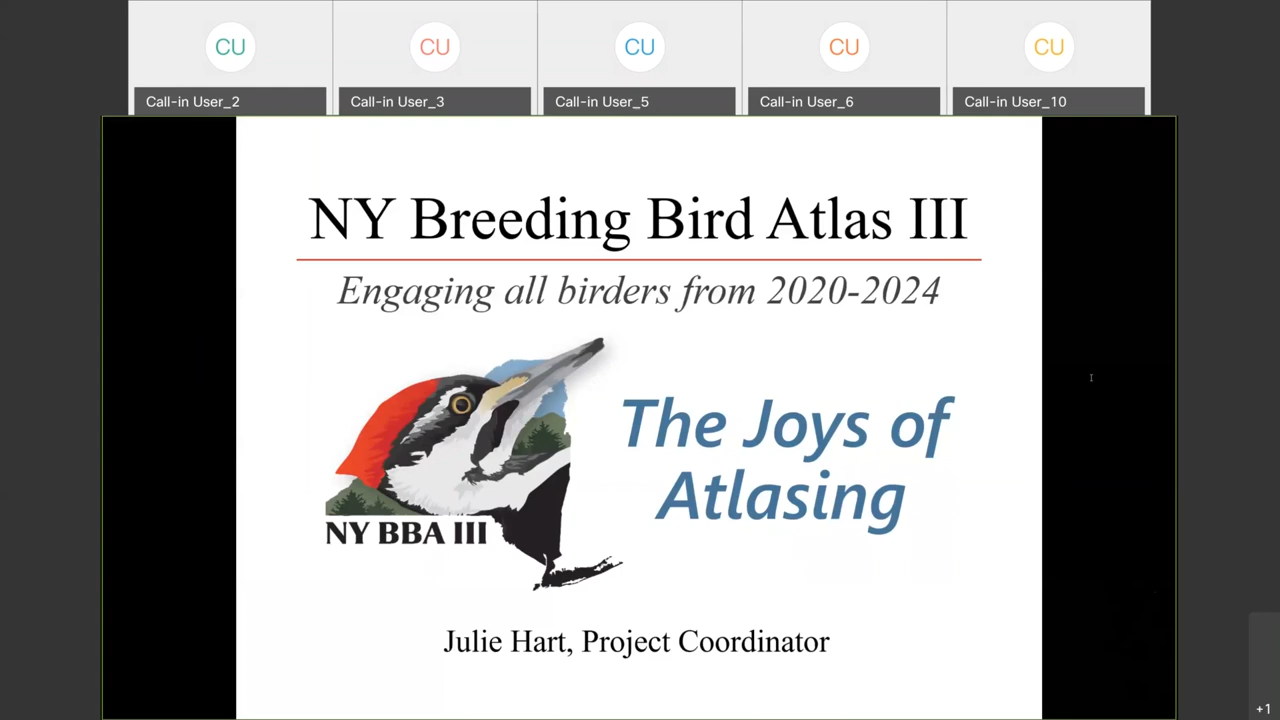 CU
CU
CU
CU
CU
Call-in User_2
Call-in User_3
Call-in User_5
Call-in User_6
Call-in User_10
NY Breeding Bird Atlas III
Engaging all birders from 2020-2024
The Joys of
Atlasing
NY BBA III
Julie Hart, Project Coordinator
+1